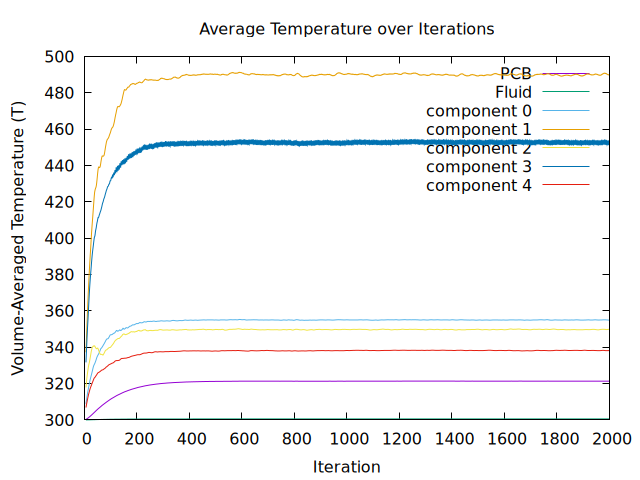 Average Temperature over Iterations
500
480
460
440
420
400
380
360
340
320
300
Volume-Averaged Temperature (T)
PCB
Fluid
component 0
component 1
component 2
component 3
component 4
0 200 400 600 800 1000 1200 1400 1600 1800 2000
Iteration